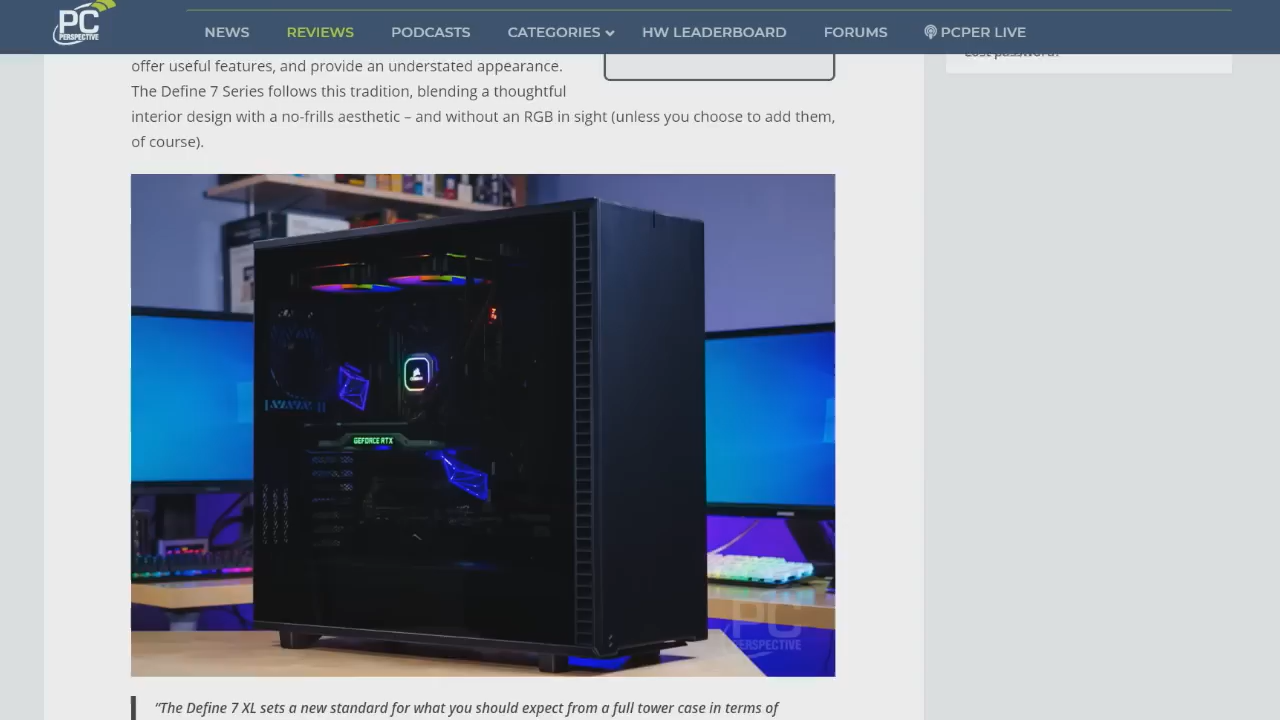 PC
PERSPECTIVE
NEWS
REVIEWS
PODCASTS
CATEGORIES
HW LEADERBOARD
FORUMS
PCPER LIVE
offer useful features, and provide an understated appearance.
The Define 7 Series follows this tradition, blending a thoughtful
interior design with a no-frills aesthetic – and without an RGB in sight (unless you choose to add them,
of course).
Lost password?
GEFORCE RTX
PC
PERSPECTIVE
“The Define 7 XL sets a new standard for what you should expect from a full tower case in terms of